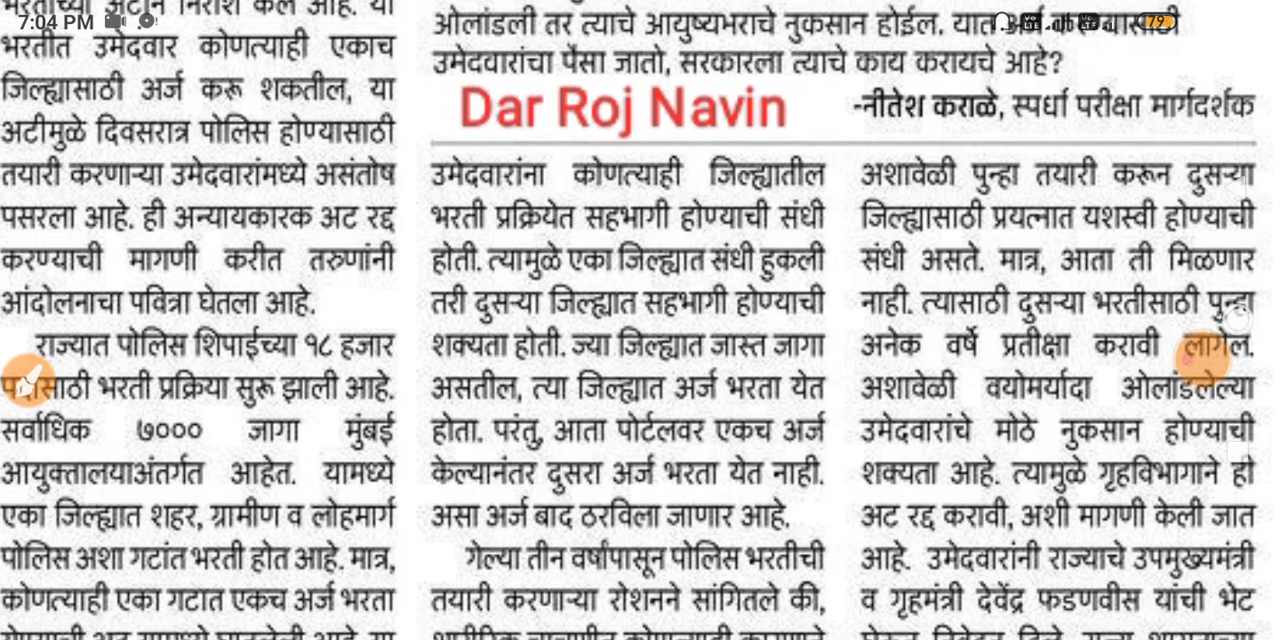 7:04 PM
79
भरतीच्या अटीने निराश केले आहे. या
भरतीत उमेदवार कोणत्याही एकाच
जिल्ह्यासाठी अर्ज करू शकतील, या
अटीमुळे दिवसरात्र पोलिस होण्यासाठी
तयारी करणाऱ्या उमेदवारांमध्ये असंतोष
पसरला आहे. ही अन्यायकारक अट रद्द
करण्याची मागणी करीत तरुणांनी
आंदोलनाचा पवित्रा घेतला आहे.
राज्यात पोलिस शिपाईच्या १८ हजार
पदासाठी भरती प्रक्रिया सुरू झाली आहे.
सर्वाधिक ७००० जागा मुंबई
आयुक्तालयाअंतर्गत आहेत. यामध्ये
एका जिल्ह्यात शहर, ग्रामीण व लोहमार्ग
पोलिस अशा गटांत भरती होत आहे. मात्र,
कोणत्याही एका गटात एकच अर्ज भरता
ओलांडली तर त्याचे आयुष्यभराचे नुकसान होईल. यात अर्ज करण्यासाठी
उमेदवारांचा पैसा जातो, सरकारला त्याचे काय करायचे आहे?
Dar Roj Navin
-नीतेश कराळे, स्पर्धा परीक्षा मार्गदर्शक
उमेदवारांना कोणत्याही जिल्ह्यातील
भरती प्रक्रियेत सहभागी होण्याची संधी
होती. त्यामुळे एका जिल्ह्यात संधी हुकली
तरी दुसऱ्या जिल्ह्यात सहभागी होण्याची
शक्यता होती. ज्या जिल्ह्यात जास्त जागा
असतील, त्या जिल्ह्यात अर्ज भरता येत
होता. परंतु, आता पोर्टलवर एकच अर्ज
केल्यानंतर दुसरा अर्ज भरता येत नाही.
असा अर्ज बाद ठरविला जाणार आहे.
गेल्या तीन वर्षांपासून पोलिस भरतीची
तयारी करणाऱ्या रोशनने सांगितले की,
अशावेळी पुन्हा तयारी करून दुसऱ्या
जिल्ह्यासाठी प्रयत्नात यशस्वी होण्याची
संधी असते. मात्र, आता ती मिळणार
नाही. त्यासाठी दुसऱ्या भरतीसाठी पुन्हा
अनेक वर्षे प्रतीक्षा करावी लागेल.
अशावेळी वयोमर्यादा ओलांडलेल्या
उमेदवारांचे मोठे नुकसान होण्याची
शक्यता आहे. त्यामुळे गृहविभागाने ही
अट रद्द करावी, अशी मागणी केली जात
आहे. उमेदवारांनी राज्याचे उपमुख्यमंत्री
व गृहमंत्री देवेंद्र फडणवीस यांची भेट